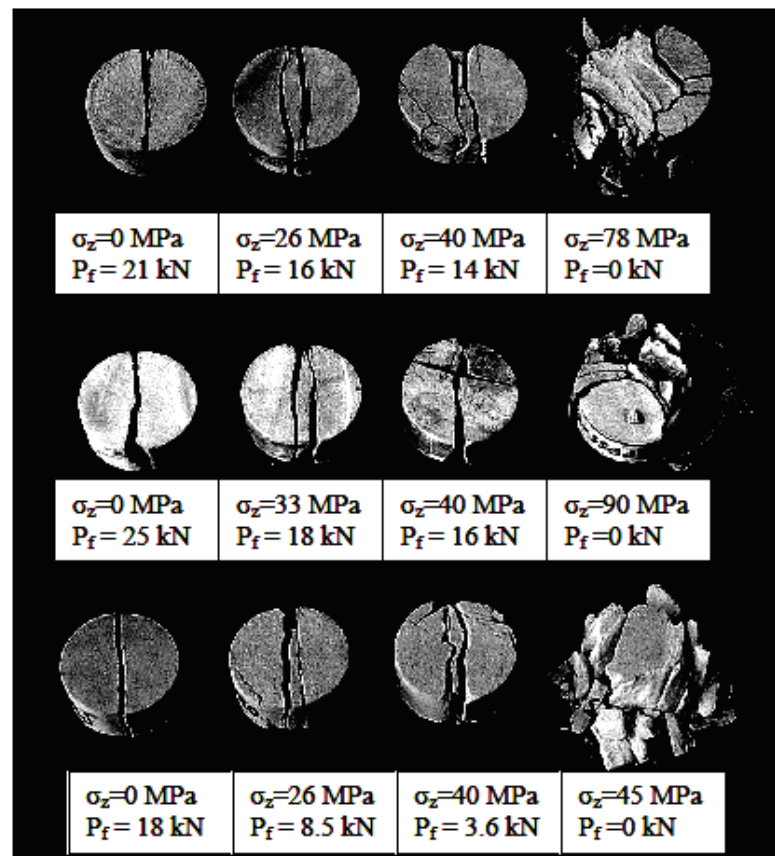 σz=0 MPa
Pf = 21 kN
σz=26 MPa
Pf = 16 kN
σz=40 MPa
Pf = 14 kN
σz=78 MPa
Pf =0 kN
σz=0 MPa
Pf = 25 kN
σz=33 MPa
Pf = 18 kN
σz=40 MPa
Pf = 16 kN
σz=90 MPa
Pf =0 kN
σz=0 MPa
Pf = 18 kN
σz=26 MPa
Pf = 8.5 kN
σz=40 MPa
Pf = 3.6 kN
σz=45 MPa
Pf =0 kN